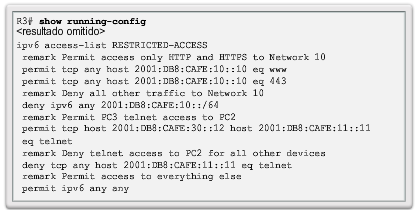 R3# show running-config
<resultado omitido>
ipv6 access-list RESTRICTED-ACCESS
remark Permit access only HTTP and HTTPS to Network 10
permit tcp any host 2001:DB8:CAFE:10::10 eq www
permit tcp any host 2001:DB8:CAFE:10::10 eq 443
remark Deny all other traffic to Network 10
deny ipv6 any 2001:DB8:CAFE:10::/64
remark Permit PC3 telnet access to PC2
permit tcp host 2001:DB8:CAFE:30::12 host 2001:DB8:CAFE:11::11
eq telnet
remark Deny telnet access to PC2 for all other devices
deny tcp any host 2001:DB8:CAFE:11::11 eq telnet
remark Permit access to everything else
permit ipv6 any any